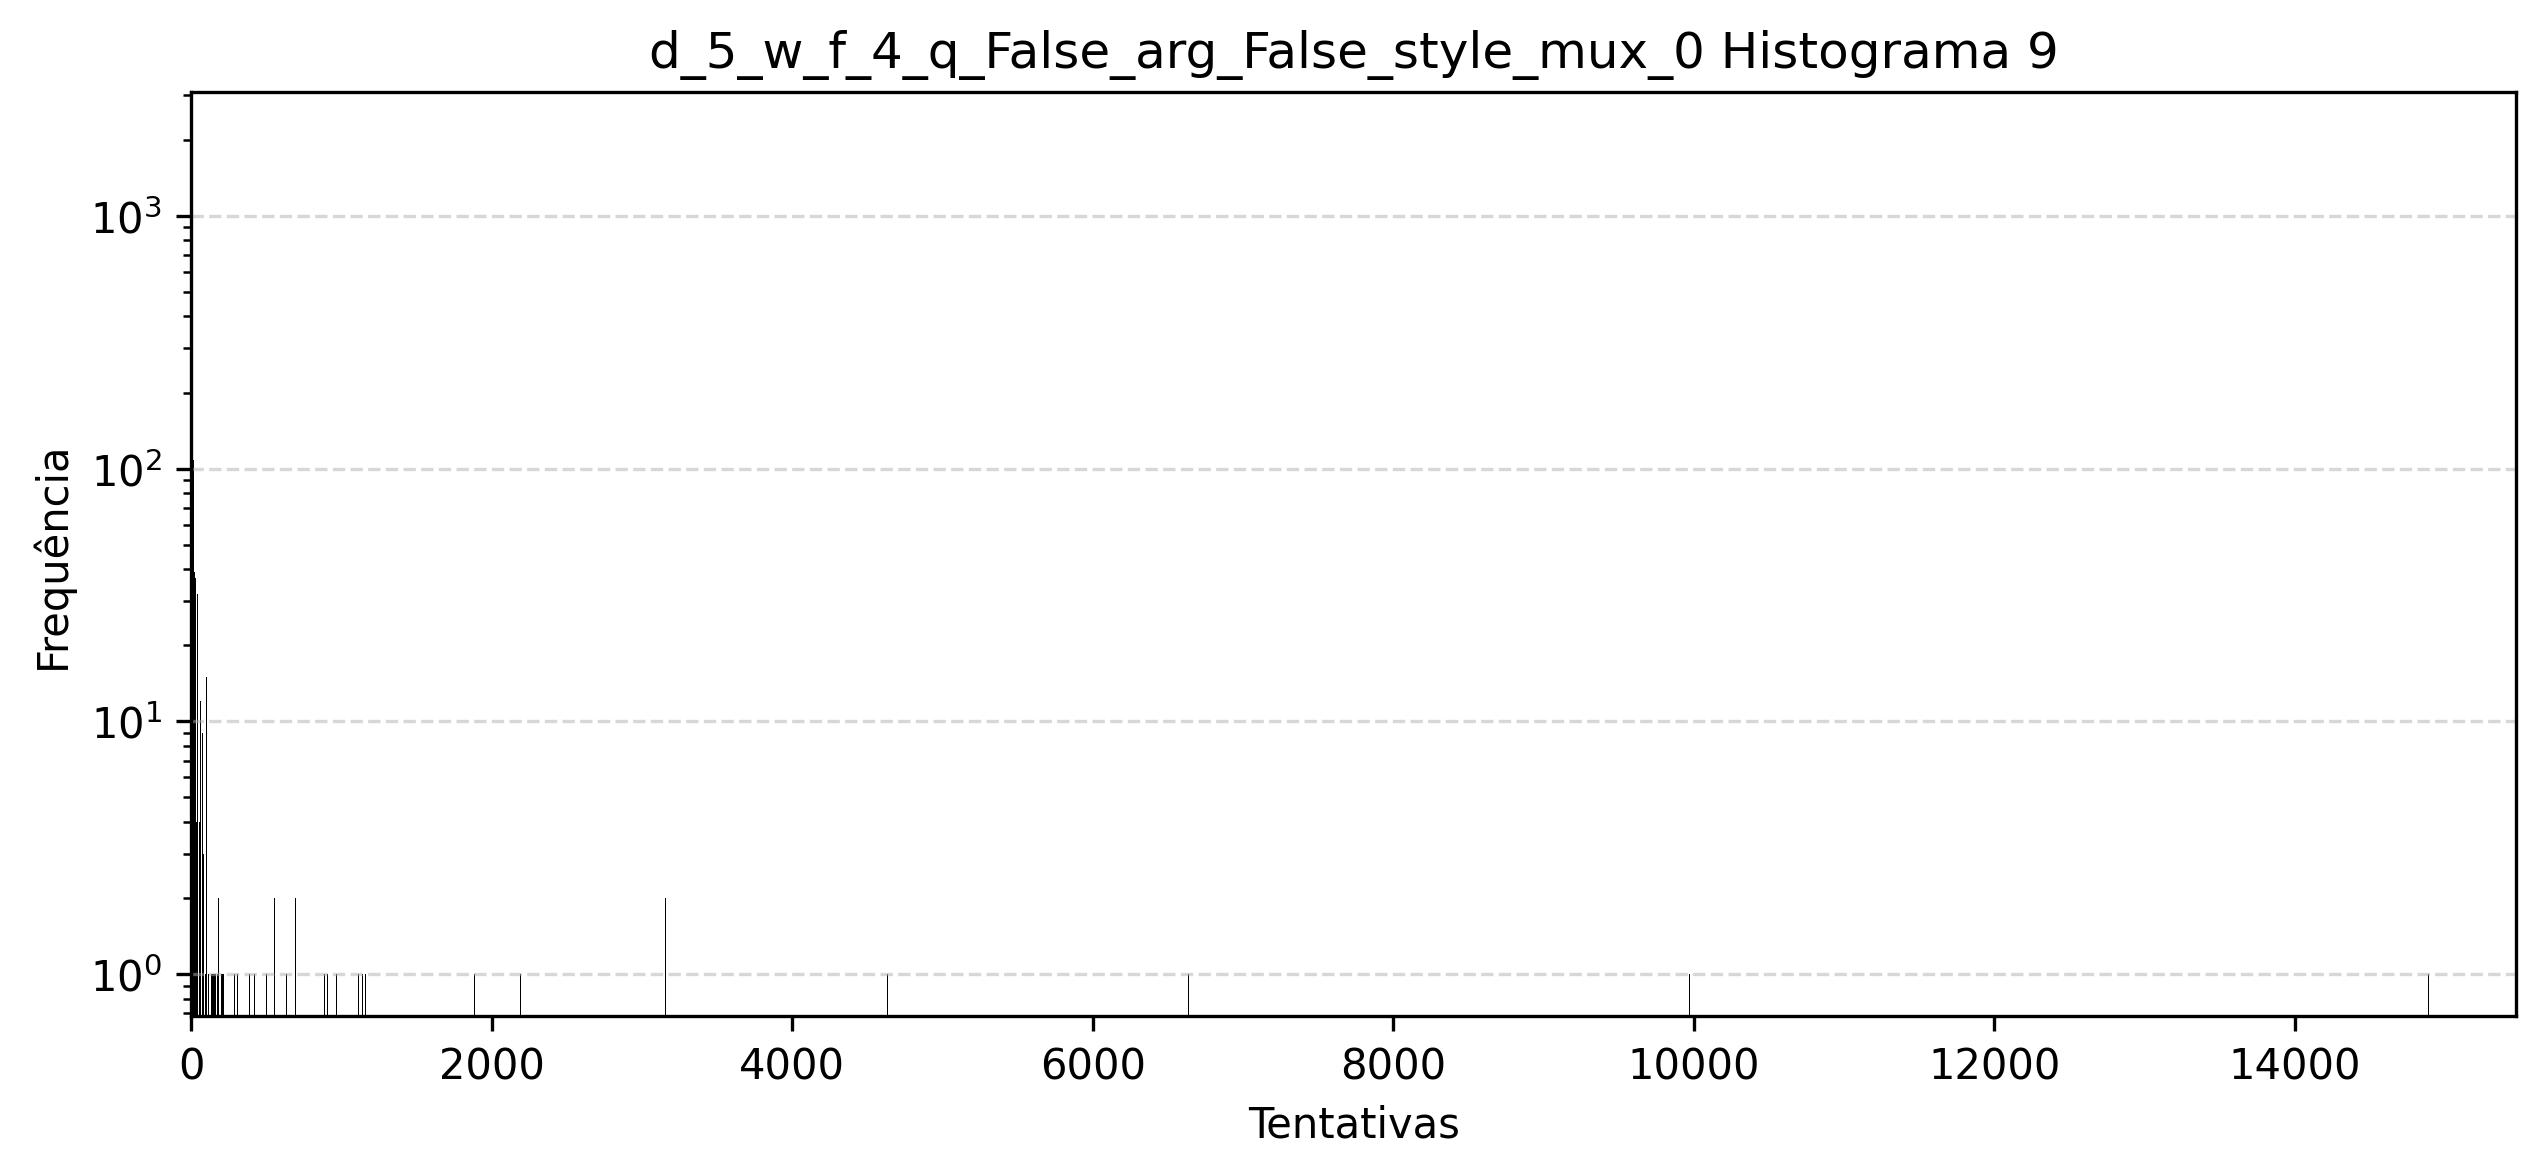 d_5_w_f_4_q_False_arg_False_style_mux_0 Histograma 9
Frequência
10³
10²
10¹
10⁰
0 2000 4000 6000 8000 10000 12000 14000
Tentativas